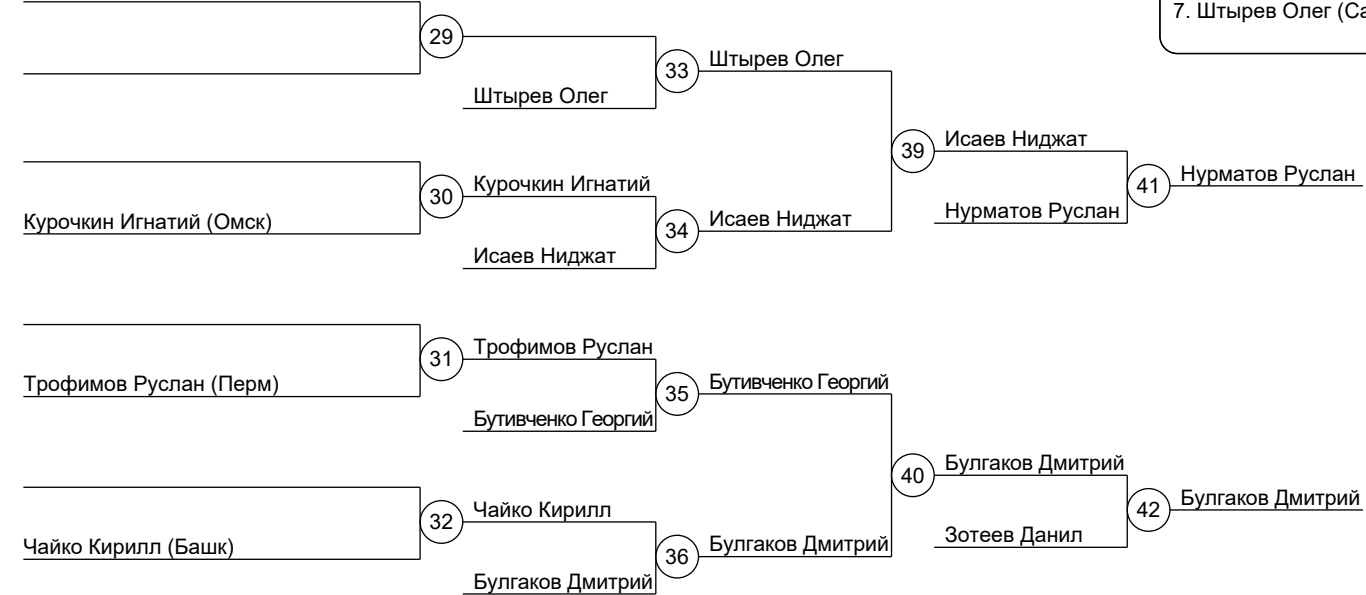 7. Штырев Олег (Са
29
Штырев Олег
33
Штырев Олег
Курочкин Игнатий (Омск)
30
Курочкин Игнатий
Исаев Ниджат
34
Исаев Ниджат
39
Исаев Ниджат
Нурматов Руслан
41
Нурматов Руслан
Трофимов Руслан (Перм)
31
Трофимов Руслан
Бутивченко Георгий
35
Бутивченко Георгий
Чайко Кирилл (Башк)
32
Чайко Кирилл
Булгаков Дмитрий
36
Булгаков Дмитрий
40
Булгаков Дмитрий
Зотеев Данил
42
Булгаков Дмитрий